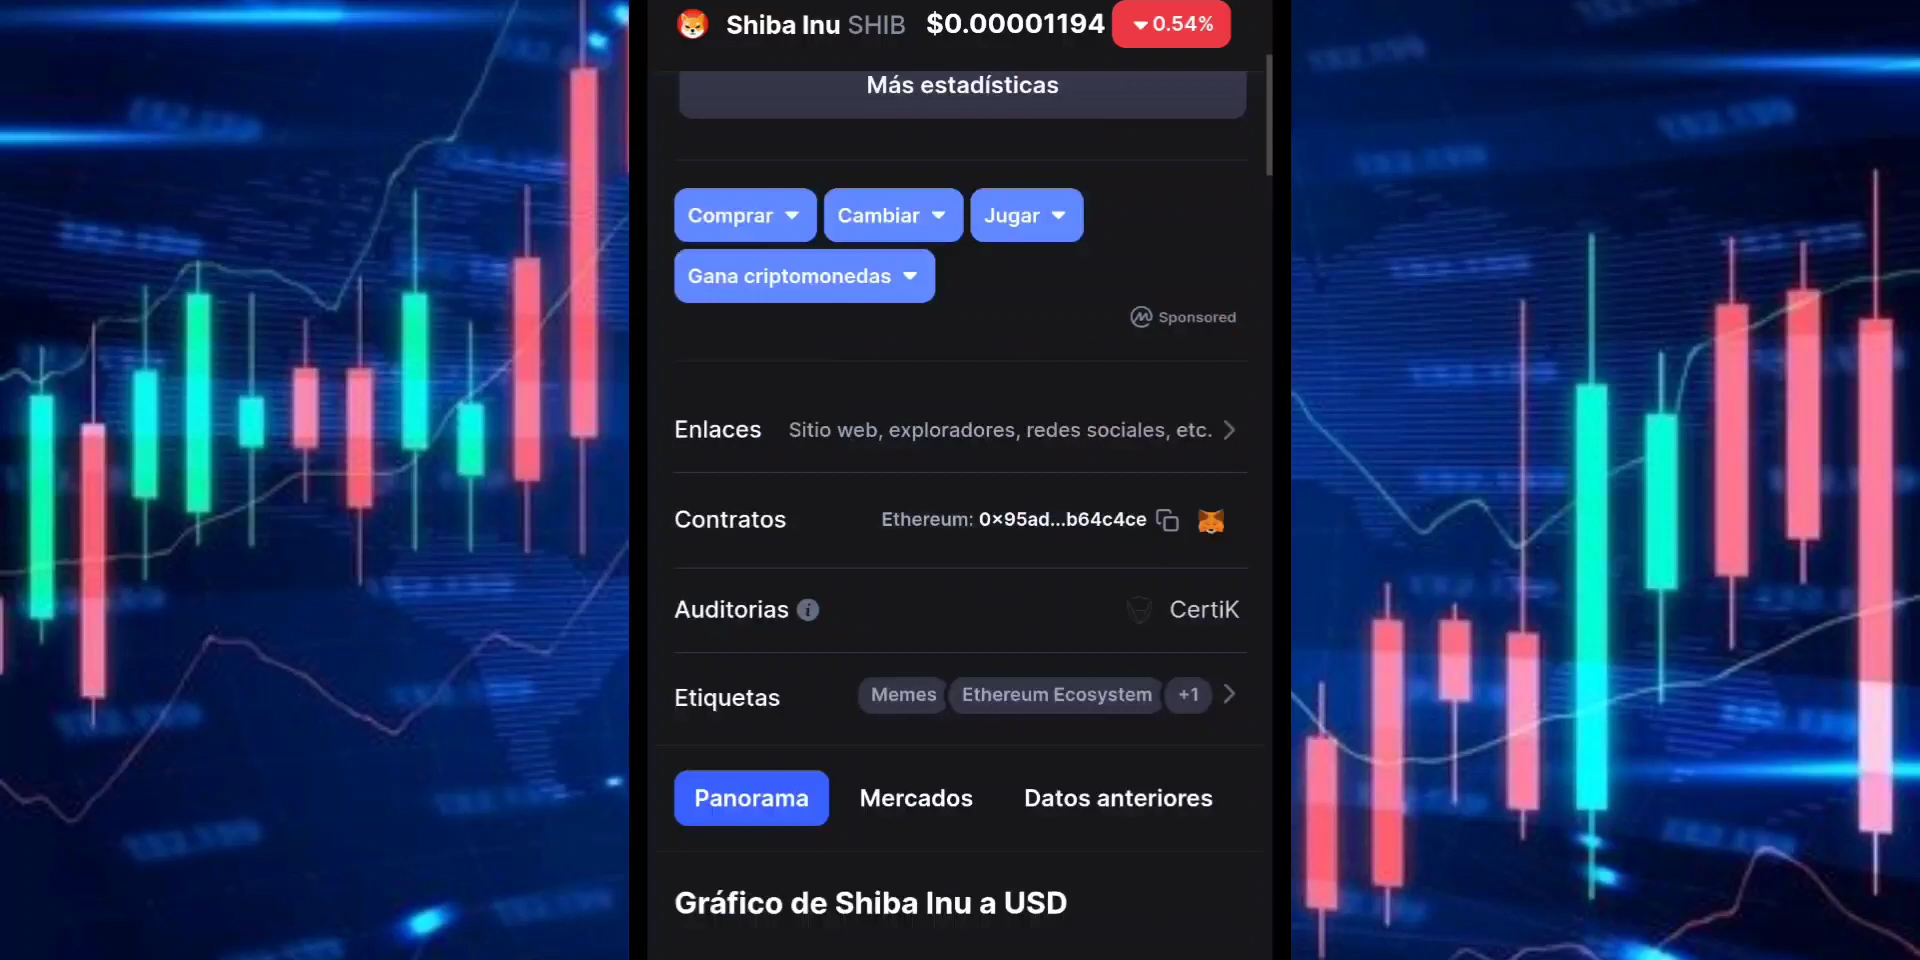 Shiba Inu SHIB $0.00001194 0.54%
Más estadísticas
Comprar Cambiar Jugar
Gana criptomonedas
Sponsored
Enlaces Sitio web, exploradores, redes sociales, etc.
Contratos Ethereum: 0x95ad...b64c4ce
Auditorias CertiK
Etiquetas Memes Ethereum Ecosystem +1
Panorama Mercados Datos anteriores
Gráfico de Shiba Inu a USD